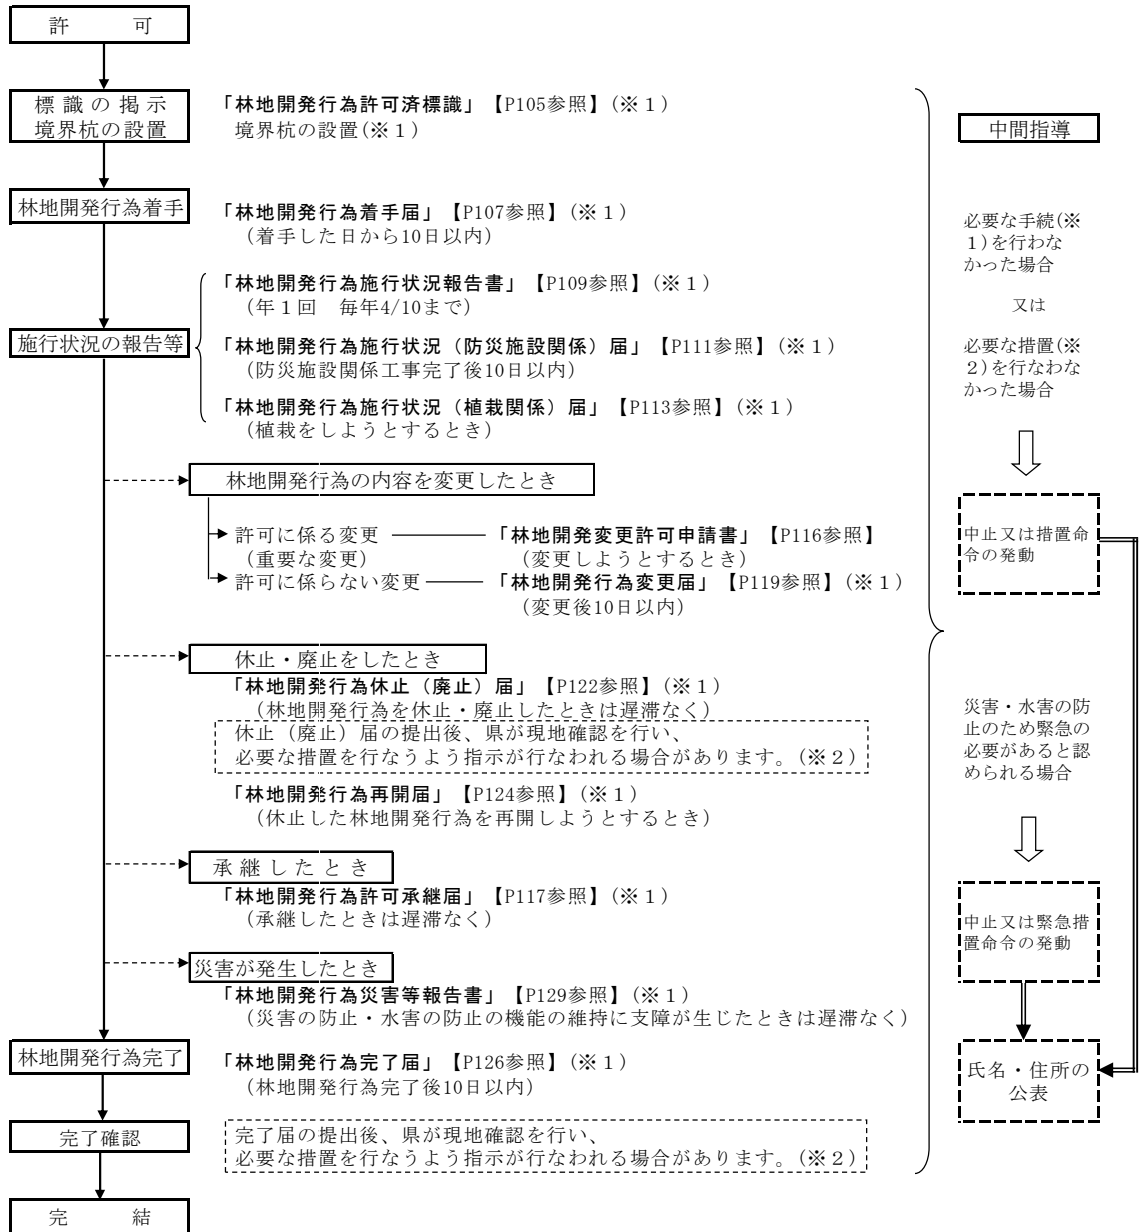 許　　可
標識の掲示
境界杭の設置
「林地開発行為許可済標識」【P105参照】(※１)
境界杭の設置(※１)
林地開発行為着手
「林地開発行為着手届」【P107参照】(※１)
(着手した日から10日以内)
施行状況の報告等
「林地開発行為施行状況報告書」【P109参照】(※１)
(年１回　毎年4/10まで)
「林地開発行為施行状況（防災施設関係）届」【P111参照】(※１)
(防災施設関係工事完了後10日以内)
「林地開発行為施行状況（植栽関係）届」【P113参照】(※１)
(植栽をしようとするとき)
林地開発行為の内容を変更したとき
許可に係る変更
(重要な変更)
「林地開発変更許可申請書」【P116参照】
(変更しようとするとき)
許可に係らない変更
「林地開発行為変更届」【P119参照】(※１)
(変更後10日以内)
休止・廃止をしたとき
「林地開発行為休止（廃止）届」【P122参照】(※１)
(林地開発行為を休止・廃止したときは遅滞なく)
休止（廃止）届の提出後、県が現地確認を行い、
必要な措置を行なうよう指示が行なわれる場合があります。(※２)
「林地開発行為再開届」【P124参照】(※１)
(休止した林地開発行為を再開しようとするとき)
承継したとき
「林地開発行為許可承継届」【P117参照】(※１)
(承継したときは遅滞なく)
災害が発生したとき
「林地開発行為災害等報告書」【P129参照】(※１)
(災害の防止・水害の防止の機能の維持に支障が生じたときは遅滞なく)
林地開発行為完了
「林地開発行為完了届」【P126参照】(※１)
(林地開発行為完了後10日以内)
完了確認
完了届の提出後、県が現地確認を行い、
必要な措置を行なうよう指示が行なわれる場合があります。(※２)
完　　結
中間指導
必要な手続(※
１)を行わな
かった場合
又は
必要な措置(※
２)を行なわな
かった場合
中止又は措置命
令の発動
災害・水害の防
止のため緊急の
必要があると認
められる場合
中止又は緊急措
置命令の発動
氏名・住所の
公表